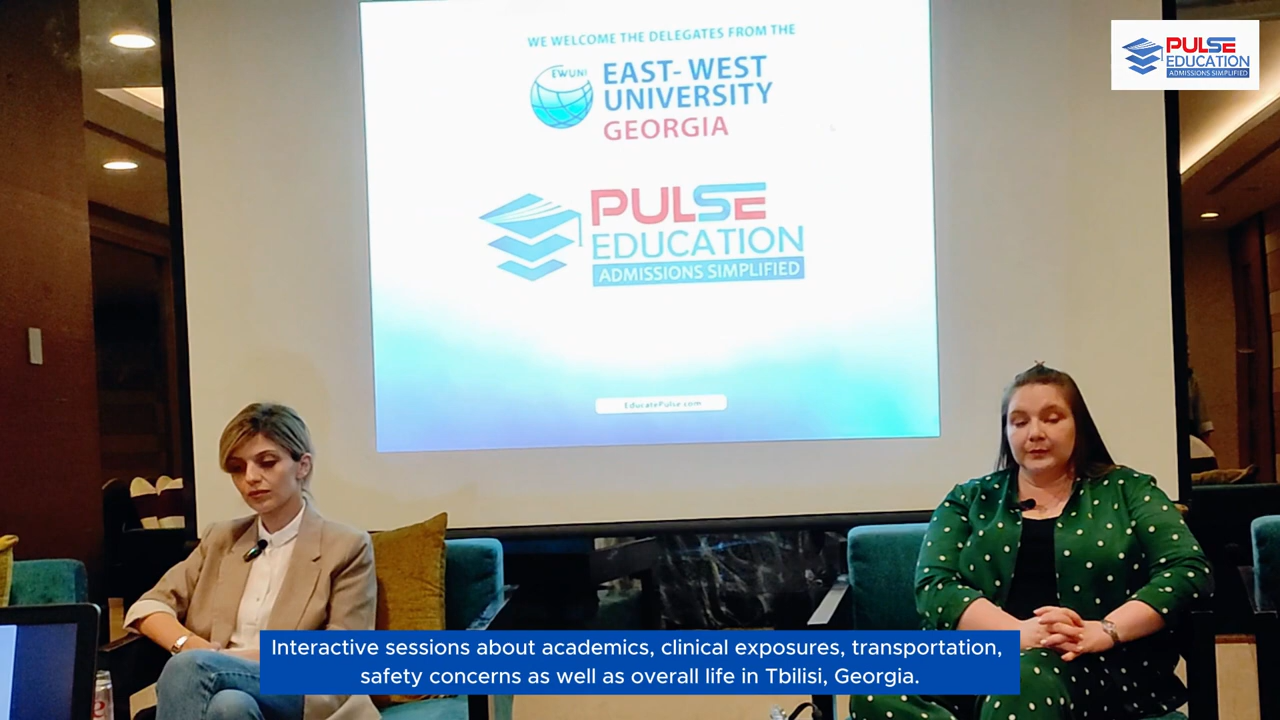 WE WELCOME THE DELEGATES FROM THE
EWUNI
EAST-WEST
UNIVERSITY
GEORGIA
PULSE
EDUCATION
ADMISSIONS SIMPLIFIED
EducatePulse.com
PULSE
EDUCATION
ADMISSIONS SIMPLIFIED
Interactive sessions about academics, clinical exposures, transportation,
safety concerns as well as overall life in Tbilisi, Georgia.